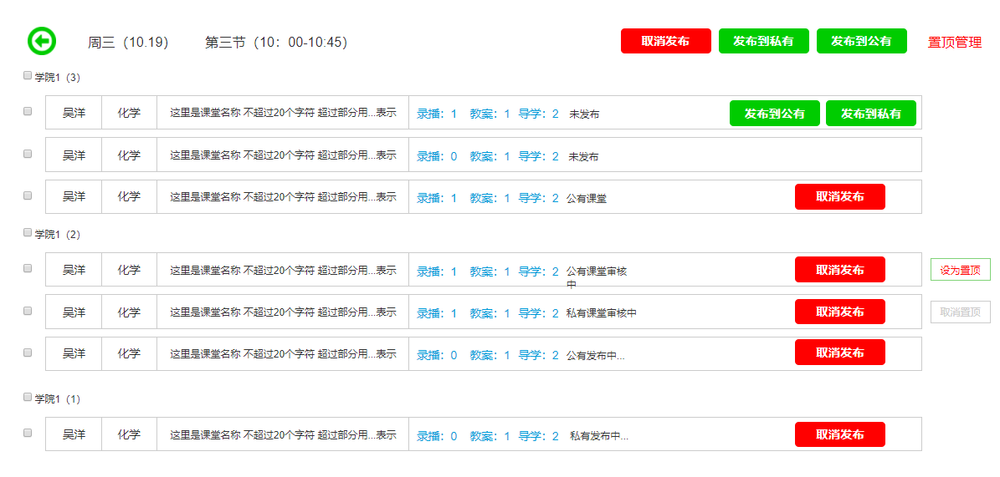 周三（10.19） 第三节（10：00-10:45） 取消发布 发布到私有 发布到公有 置顶管理
学院1（3）
吴洋 化学 这里是课堂名称 不超过20个字符 超过部分用...表示 录播：1 教案：1 导学：2 未发布 发布到公有 发布到私有
吴洋 化学 这里是课堂名称 不超过20个字符 超过部分用...表示 录播：0 教案：1 导学：2 未发布
吴洋 化学 这里是课堂名称 不超过20个字符 超过部分用...表示 录播：1 教案：1 导学：2 公有课堂 取消发布
学院1（2）
吴洋 化学 这里是课堂名称 不超过20个字符 超过部分用...表示 录播：1 教案：1 导学：2 公有课堂审核 取消发布 设为置顶
中
吴洋 化学 这里是课堂名称 不超过20个字符 超过部分用...表示 录播：1 教案：1 导学：2 私有课堂审核中 取消发布 取消置顶
吴洋 化学 这里是课堂名称 不超过20个字符 超过部分用...表示 录播：0 教案：1 导学：2 公有发布中... 取消发布
学院1（1）
吴洋 化学 这里是课堂名称 不超过20个字符 超过部分用...表示 录播：0 教案：1 导学：2 私有发布中... 取消发布